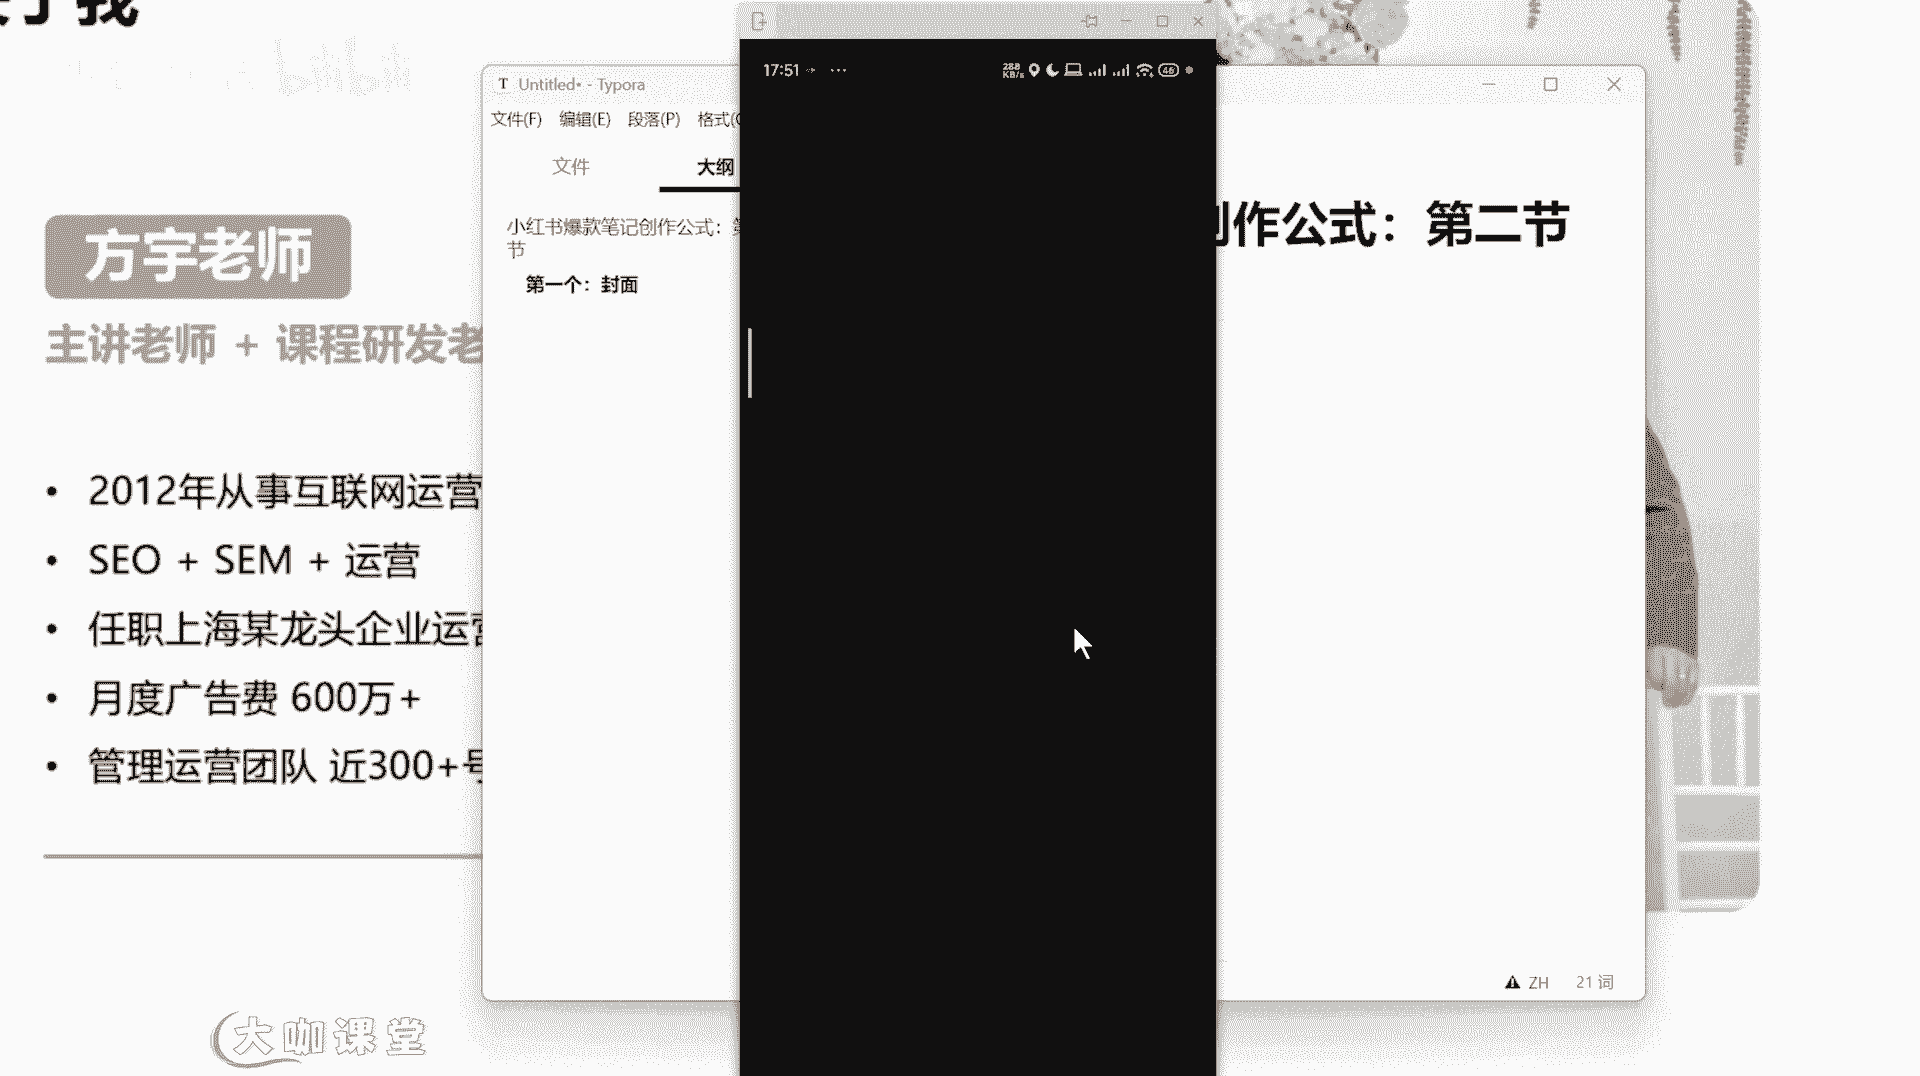 了我
bilibili
方宇老师
主讲老师 + 课程研发老
2012年从事互联网运营
SEO + SEM + 运营
任职上海某龙头企业运营
月度广告费 600万+
管理运营团队 近300+号
大咖课堂
Untitled• - Typora
文件(F) 编辑(E) 段落(P) 格式(O
文件 大纲
小红书爆款笔记创作公式：第
节
第一个：封面
17:51
288 KB/s
46
创作公式：第二节
ZH 21 词